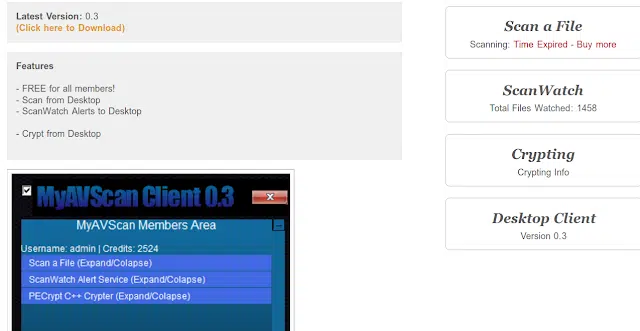 Latest Version: 0.3
(Click here to Download)
Features
- FREE for all members!
- Scan from Desktop
- ScanWatch Alerts to Desktop
- Crypt from Desktop
MyAVScan Client 0.3
x
MyAVScan Members Area
Username: admin | Credits: 2524
Scan a File (Expand/Colapse)
ScanWatch Alert Service (Expand/Colapse)
PECrypt C++ Crypter (Expand/Colapse)
Scan a File
Scanning: Time Expired - Buy more
ScanWatch
Total Files Watched: 1458
Crypting
Crypting Info
Desktop Client
Version 0.3